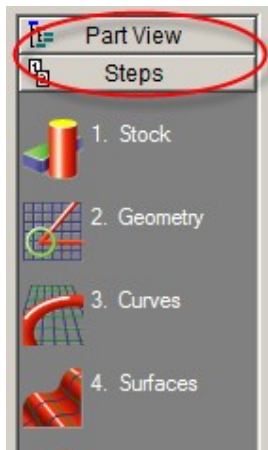 Part View
Steps
1. Stock
2. Geometry
3. Curves
4. Surfaces